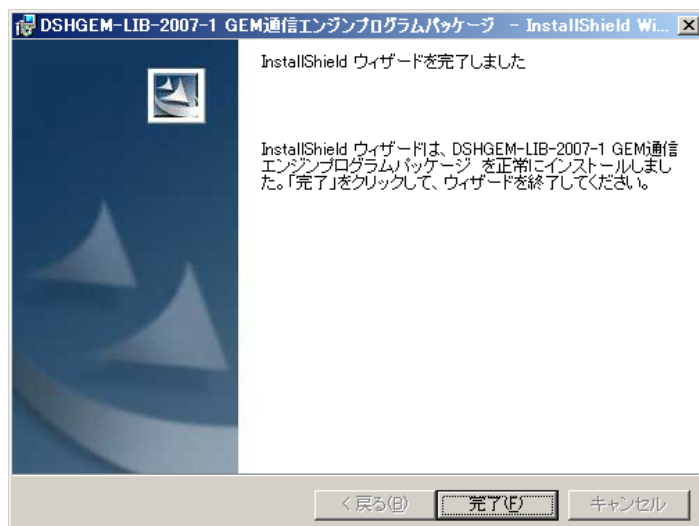 DSHGEM-LIB-2007-1 GEM通信エンジンプログラムパッケージ - InstallShield Wi...
InstallShield ウィザードを完了しました
InstallShield ウィザードは、DSHGEM-LIB-2007-1 GEM通信
エンジンプログラムパッケージ を正常にインストールしまし
た。「完了」をクリックして、ウィザードを終了してください。
< 戻る(B)
完了(F)
キャンセル